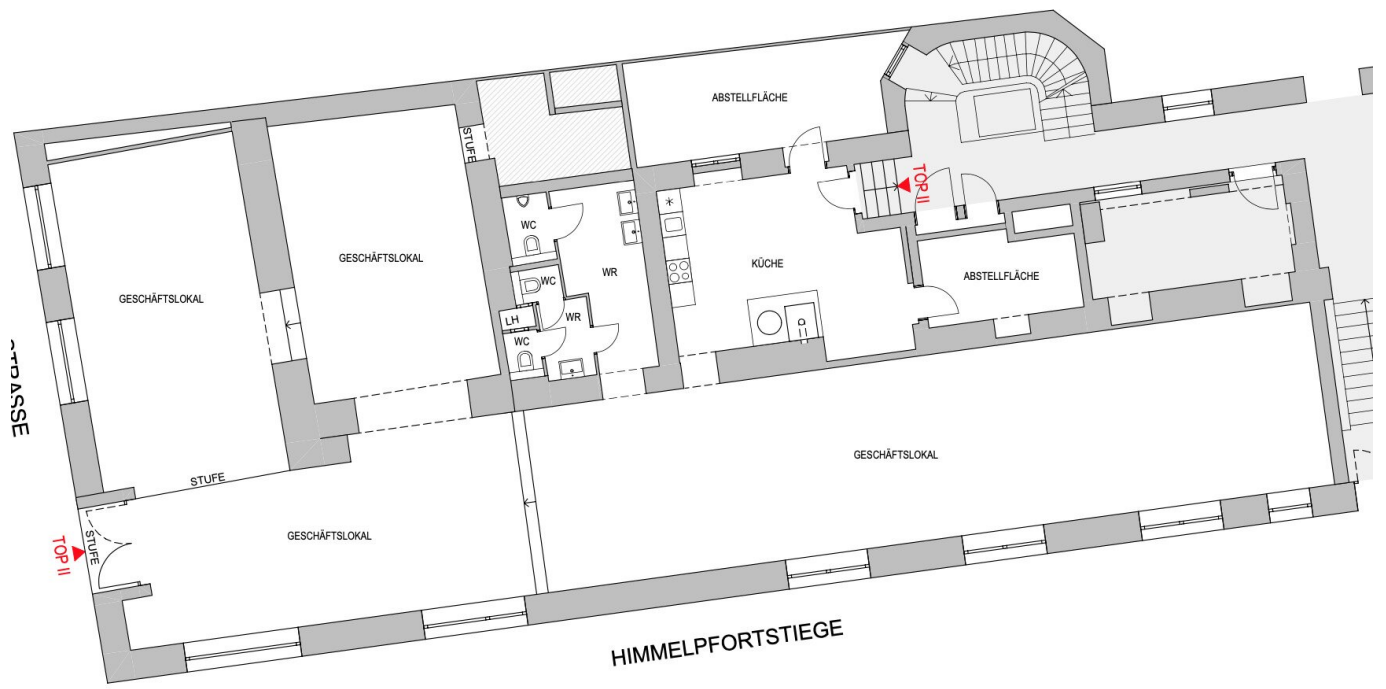 ABSTELLFLÄCHE
STUFE
TOP II
WC
GESCHÄFTSLOKAL
KÜCHE
WR
ABSTELLFLÄCHE
WC
GESCHÄFTSLOKAL
LH
WR
WC
STRASSE
GESCHÄFTSLOKAL
STUFE
GESCHÄFTSLOKAL
TOP II
STUFE
HIMMELPFORTSTIEGE